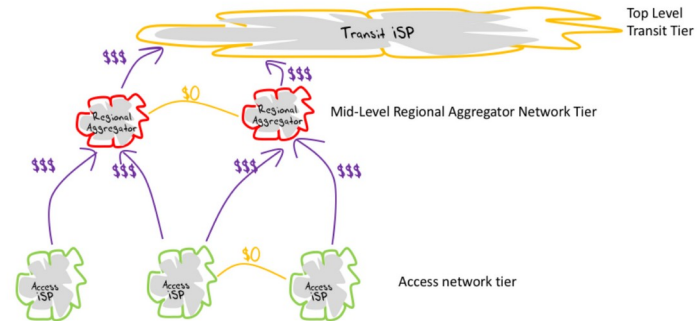 Top Level
Transit Tier
Transit iSP
$$$
$$$
$0
Regional
Aggregator
Regional
Aggregator
Mid-Level Regional Aggregator Network Tier
$$$
$$$
$$$
$$$
$0
Access
iSP
Access
iSP
Access
iSP
Access network tier